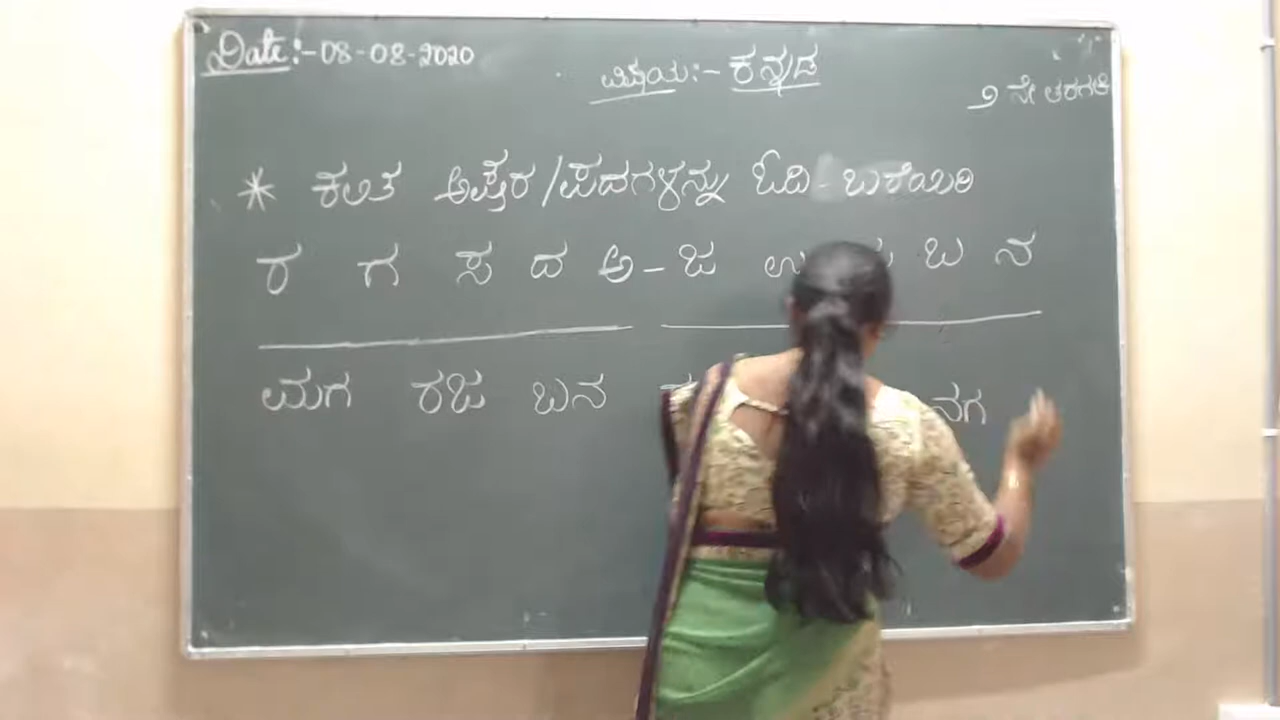 Date:-08-08-2020
ವಿಷಯ:- ಕನ್ನಡ
೨ ನೇ ತರಗತಿ
* ಕಲಿತ ಅಕ್ಷರ/ಪದಗಳನ್ನು ಓದಿ - ಬರೆಯಿರಿ
ರ ಗ ಸ ದ ಅ - ಜ ಉ ಬ ನ
ಮಗ ರಜ ಬನ ನಗ